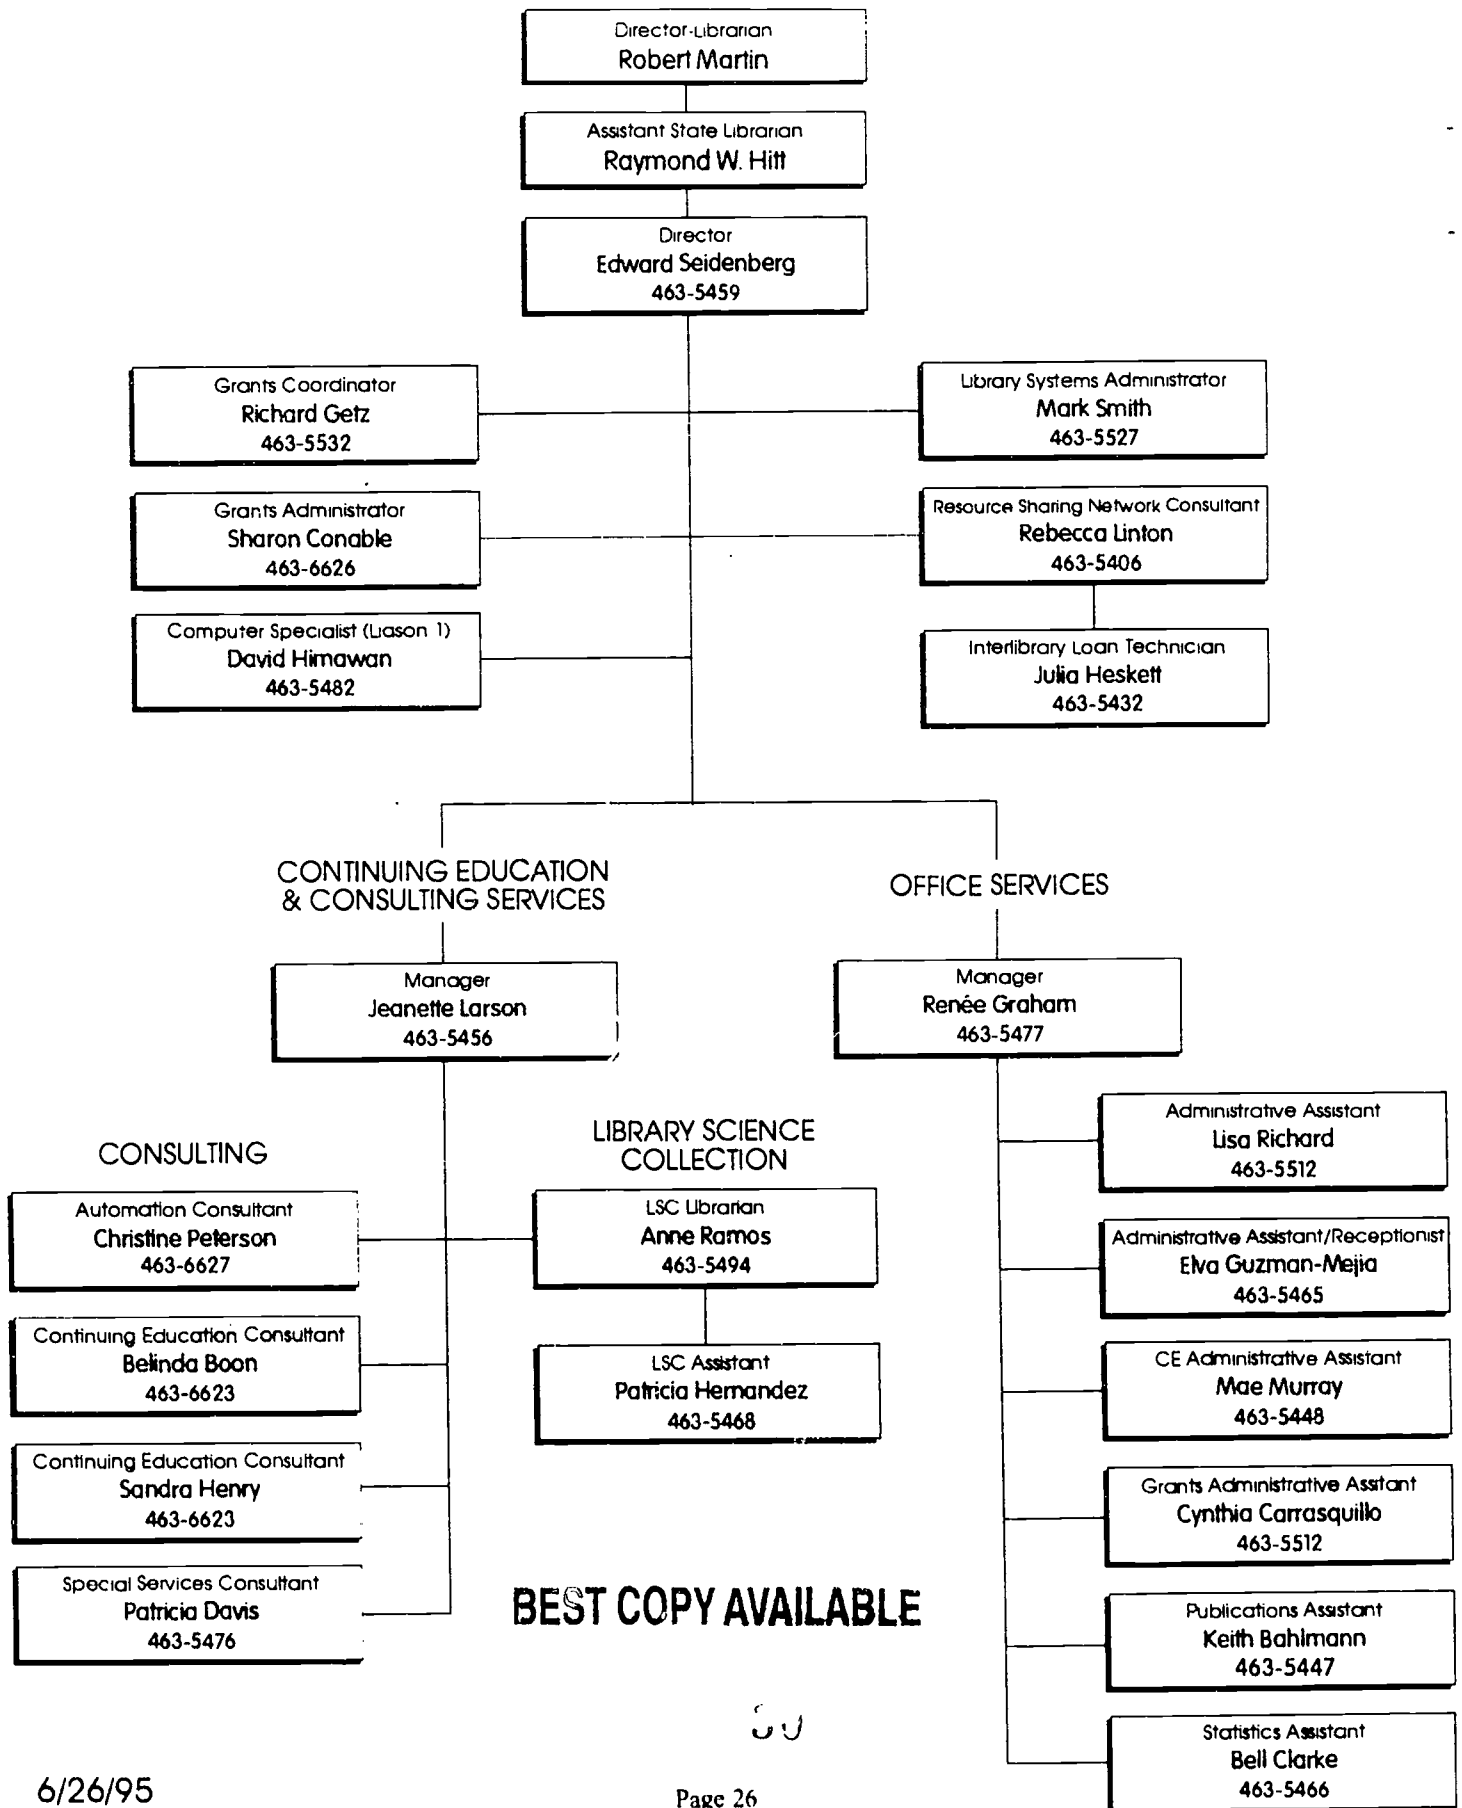 Director-Librarian
Robert Martin
Assistant State Librarian
Raymond W. Hitt
Director
Edward Seidenberg
463-5459
Grants Coordinator
Richard Getz
463-5532
Library Systems Administrator
Mark Smith
463-5527
Grants Administrator
Sharon Conable
463-6626
Resource Sharing Network Consultant
Rebecca Linton
463-5406
Computer Specialist (Liason 1)
David Himawan
463-5482
Interlibrary Loan Technician
Julia Heskett
463-5432
CONTINUING EDUCATION
& CONSULTING SERVICES
OFFICE SERVICES
Manager
Jeanette Larson
463-5456
Manager
Renée Graham
463-5477
CONSULTING
Automation Consultant
Christine Peterson
463-6627
Continuing Education Consultant
Belinda Boon
463-6623
Continuing Education Consultant
Sandra Henry
463-6623
Special Services Consultant
Patricia Davis
463-5476
LIBRARY SCIENCE
COLLECTION
LSC Librarian
Anne Ramos
463-5494
LSC Assistant
Patricia Hernandez
463-5468
Administrative Assistant
Lisa Richard
463-5512
Administrative Assistant/Receptionist
Elva Guzman-Mejia
463-5465
CE Administrative Assistant
Mae Murray
463-5448
Grants Administrative Assitant
Cynthia Carrasquillo
463-5512
Publications Assistant
Keith Bahlmann
463-5447
Statistics Assistant
Bell Clarke
463-5466
BEST COPY AVAILABLE
6/26/95
Page 26